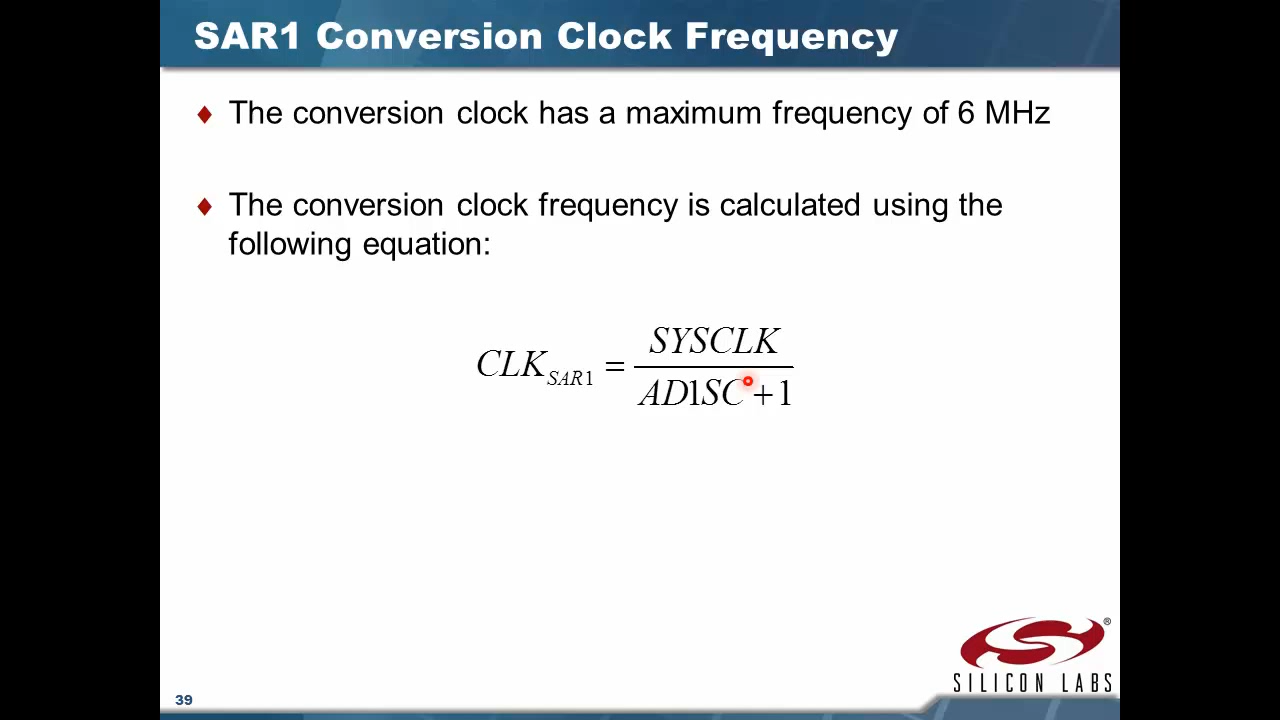 SAR1 Conversion Clock Frequency
The conversion clock has a maximum frequency of 6 MHz
The conversion clock frequency is calculated using the
following equation:
CLK_SAR1 = SYSCLK / AD1SC + 1
®
SILICON LABS
39